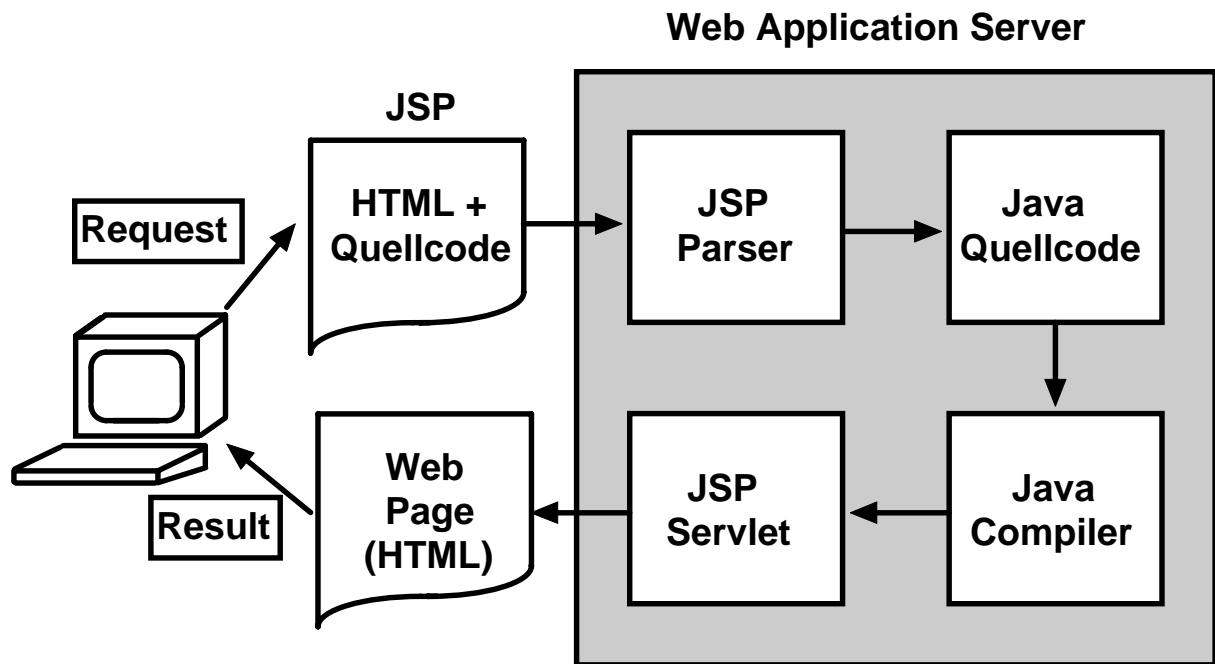 Web Application Server
JSP
HTML +
Quellcode
Request
JSP
Parser
Java
Quellcode
Web
Page
(HTML)
Result
JSP
Servlet
Java
Compiler